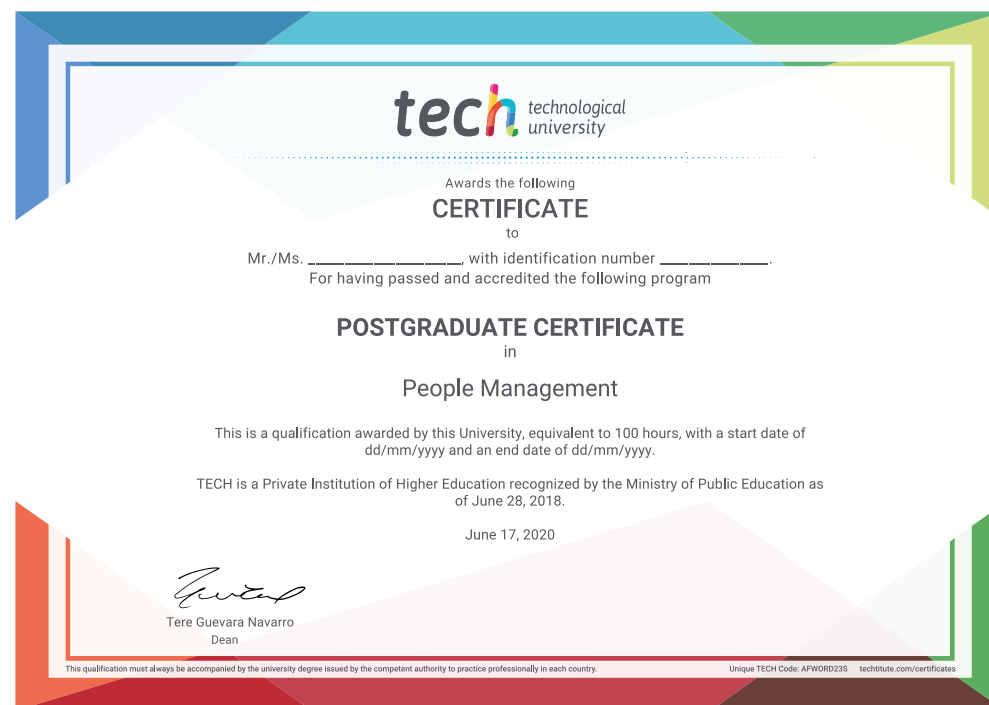 tech technological
university
Awards the following
CERTIFICATE
to
Mr./Ms. ____________________, with identification number ______________.
For having passed and accredited the following program
POSTGRADUATE CERTIFICATE
in
People Management
This is a qualification awarded by this University, equivalent to 100 hours, with a start date of
dd/mm/yyyy and an end date of dd/mm/yyyy.
TECH is a Private Institution of Higher Education recognized by the Ministry of Public Education as
of June 28, 2018.
June 17, 2020
Tere Guevara Navarro
Dean
This qualification must always be accompanied by the university degree issued by the competent authority to practice professionally in each country.
Unique TECH Code: AFWORD23S techtitute.com/certificates